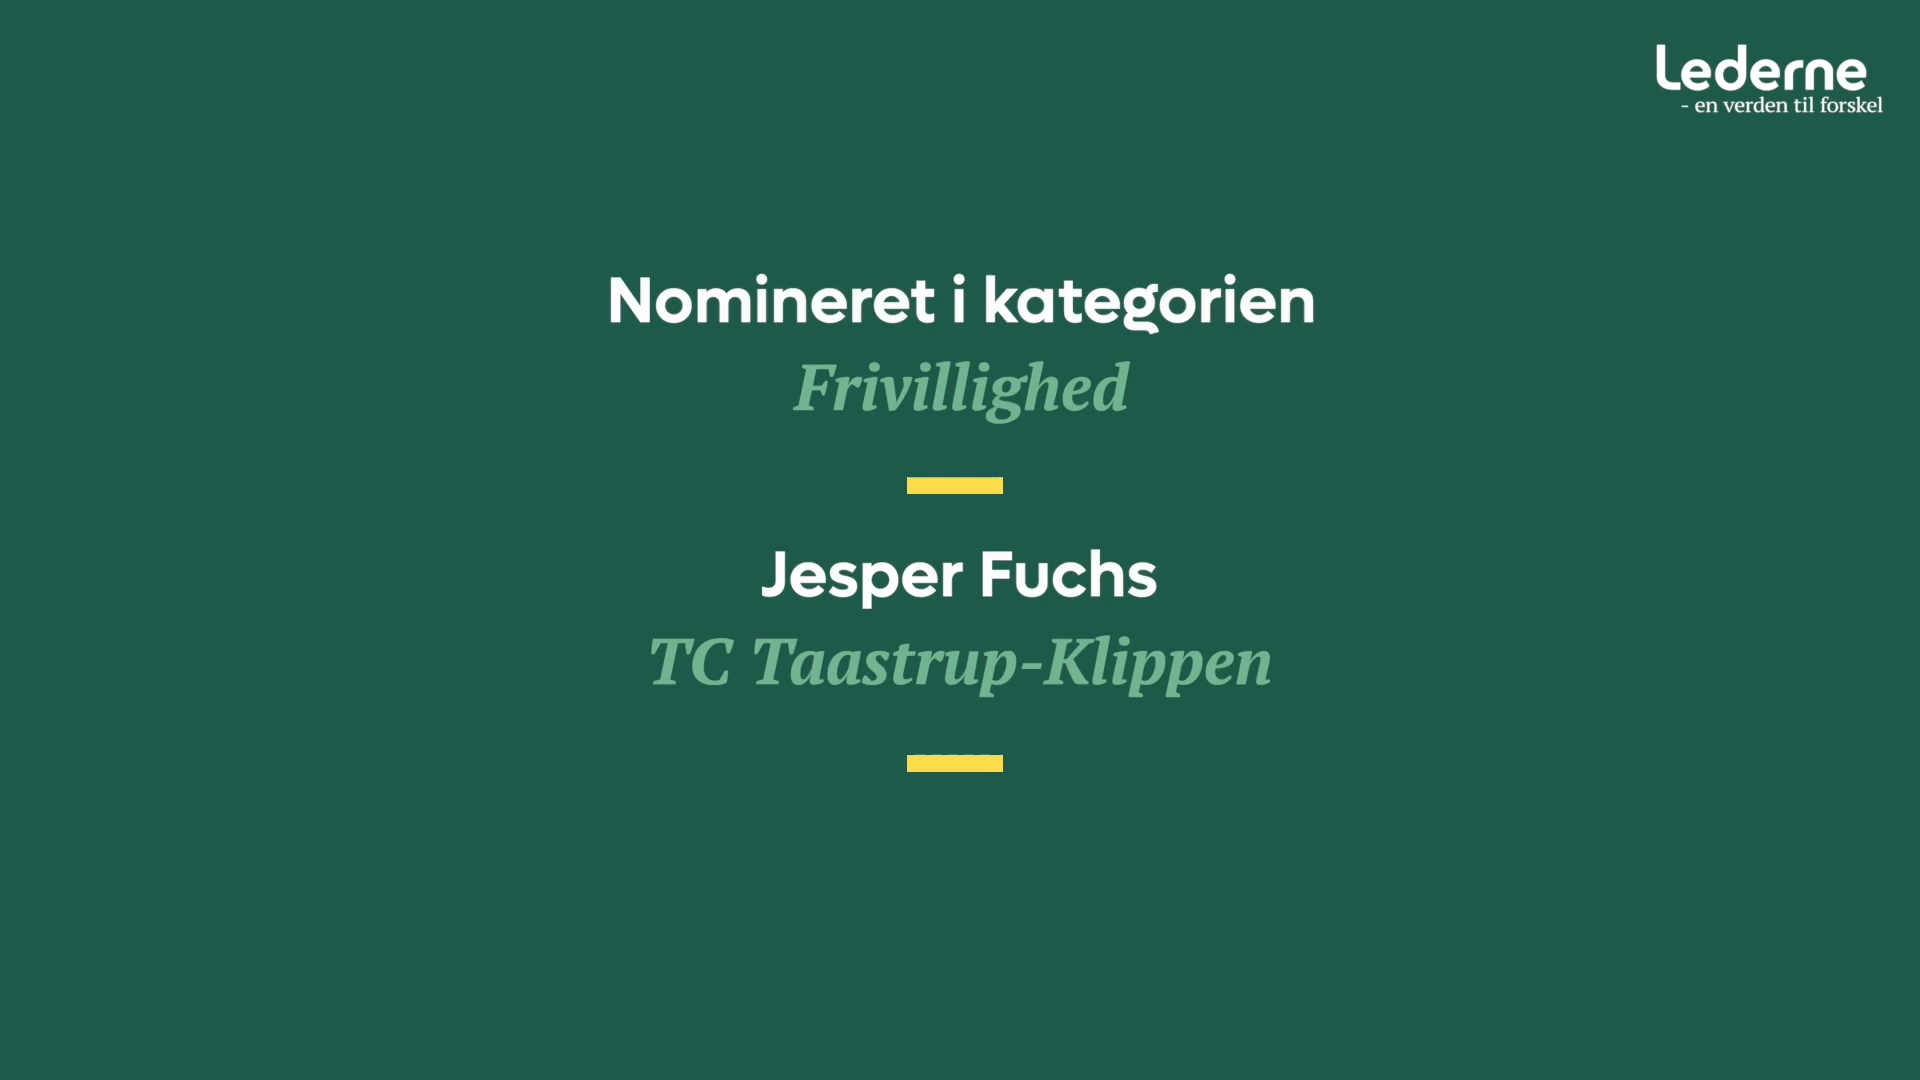 Lederne
- en verden til forskel
Nomineret i kategorien
Frivillighed
Jesper Fuchs
TC Taastrup-Klippen